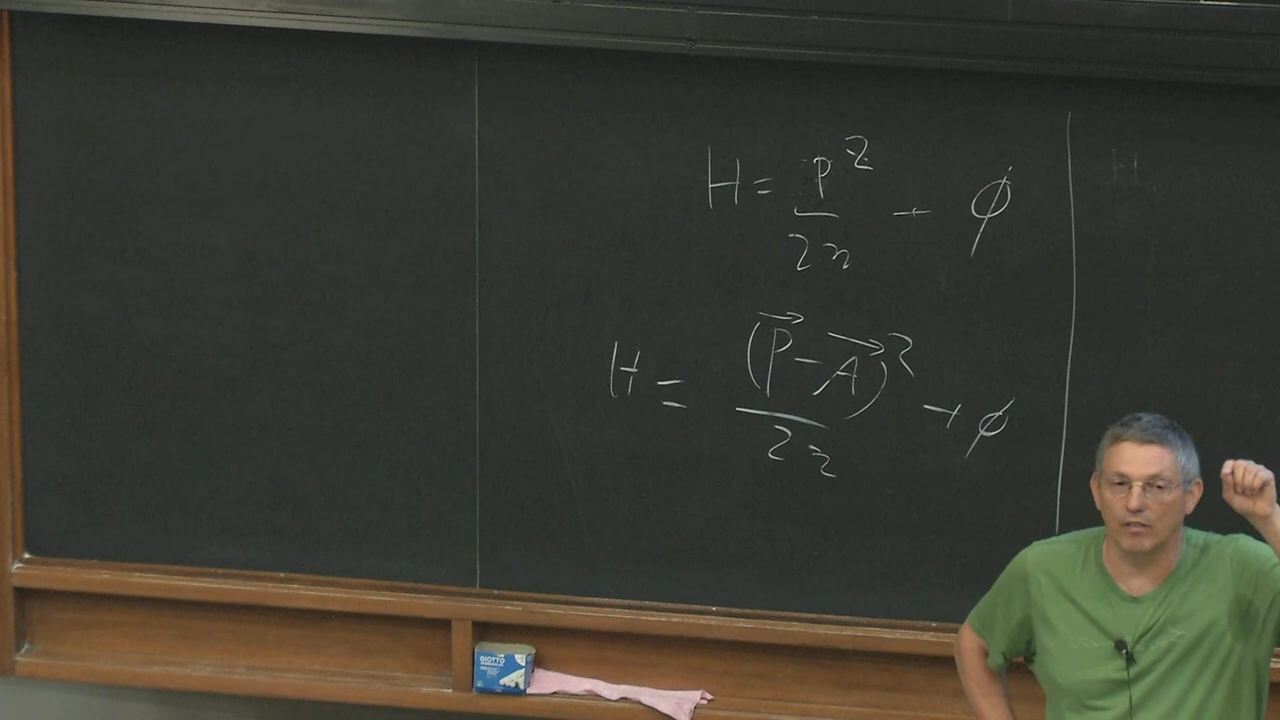 H = P² / 2m + φ
H
H = (P⃗ - A⃗)² / 2m + φ
GIOTTO